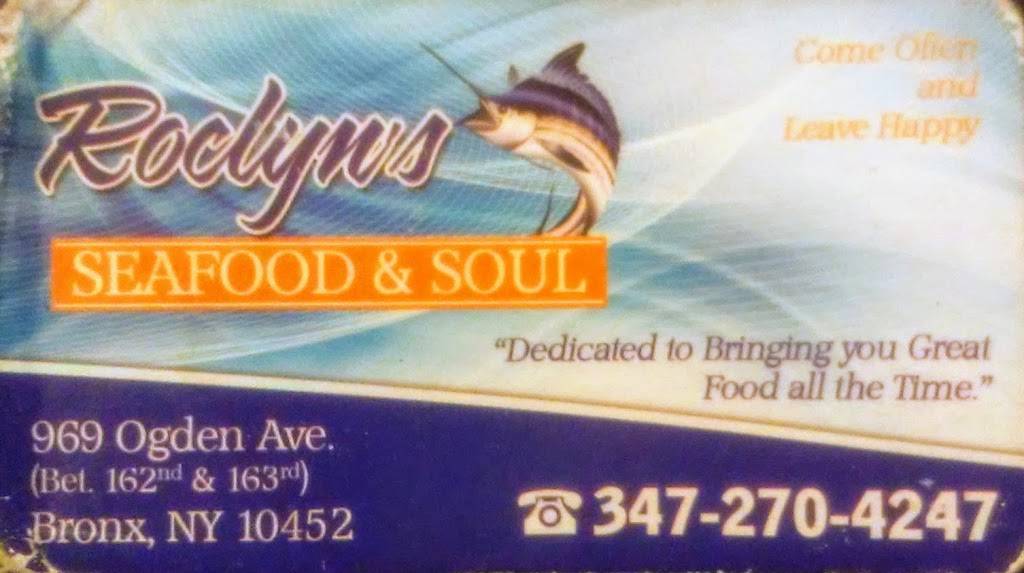 Roclyns
SEAFOOD & SOUL
Come Often
and
Leave Happy
“Dedicated to Bringing you Great
Food all the Time.”
969 Ogden Ave.
(Bet. 162nd & 163rd)
Bronx, NY 10452
347-270-4247